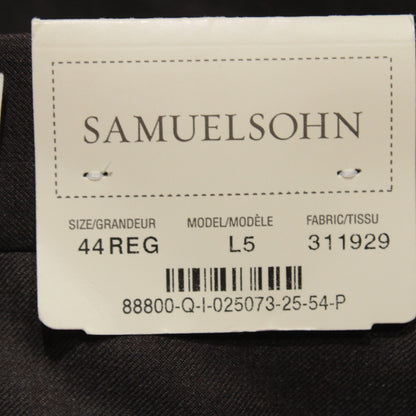 SAMUELSOHN
SIZE/GRANDEUR MODEL/MODÈLE FABRIC/TISSU
44REG L5 311929
88800-Q-I-025073-25-54-P